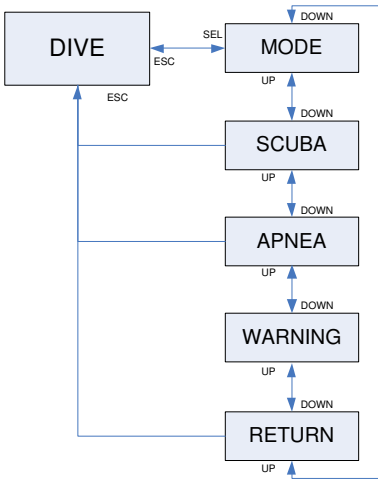 DOWN
DIVE
SEL
MODE
ESC
UP
ESC
DOWN
SCUBA
UP
DOWN
APNEA
UP
DOWN
WARNING
UP
DOWN
RETURN
UP